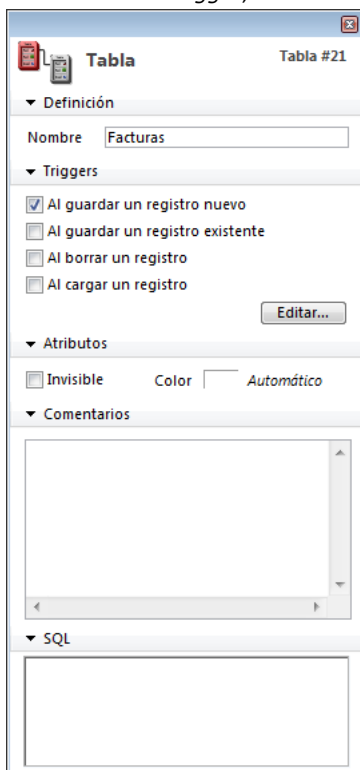 Tabla
Tabla #21
Definición
Nombre Facturas
Triggers
Al guardar un registro nuevo
Al guardar un registro existente
Al borrar un registro
Al cargar un registro
Editar...
Atributos
Invisible Color Automático
Comentarios
SQL